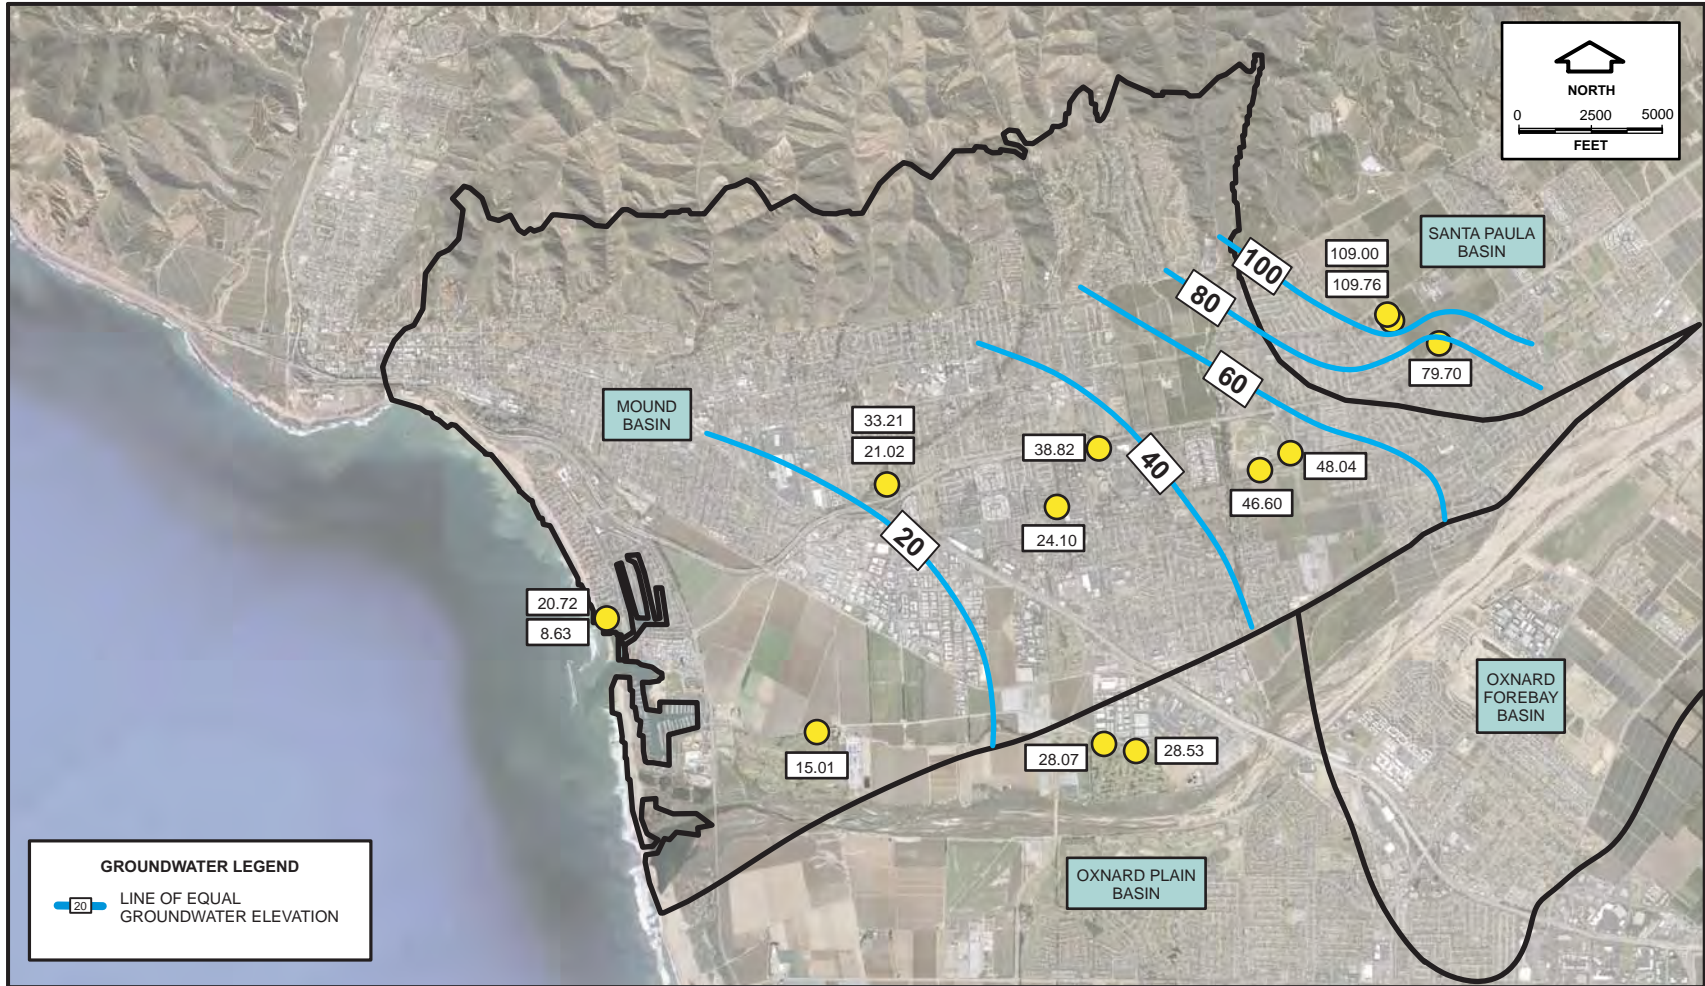 NORTH
0 2500 5000
FEET
SANTA PAULA
BASIN
109.00
109.76
100
80
79.70
60
MOUND
BASIN
33.21
21.02
38.82
40
48.04
46.60
24.10
20
20.72
8.63
15.01
28.07
28.53
OXNARD
FOREBAY
BASIN
OXNARD PLAIN
BASIN
GROUNDWATER LEGEND
20
LINE OF EQUAL
GROUNDWATER ELEVATION